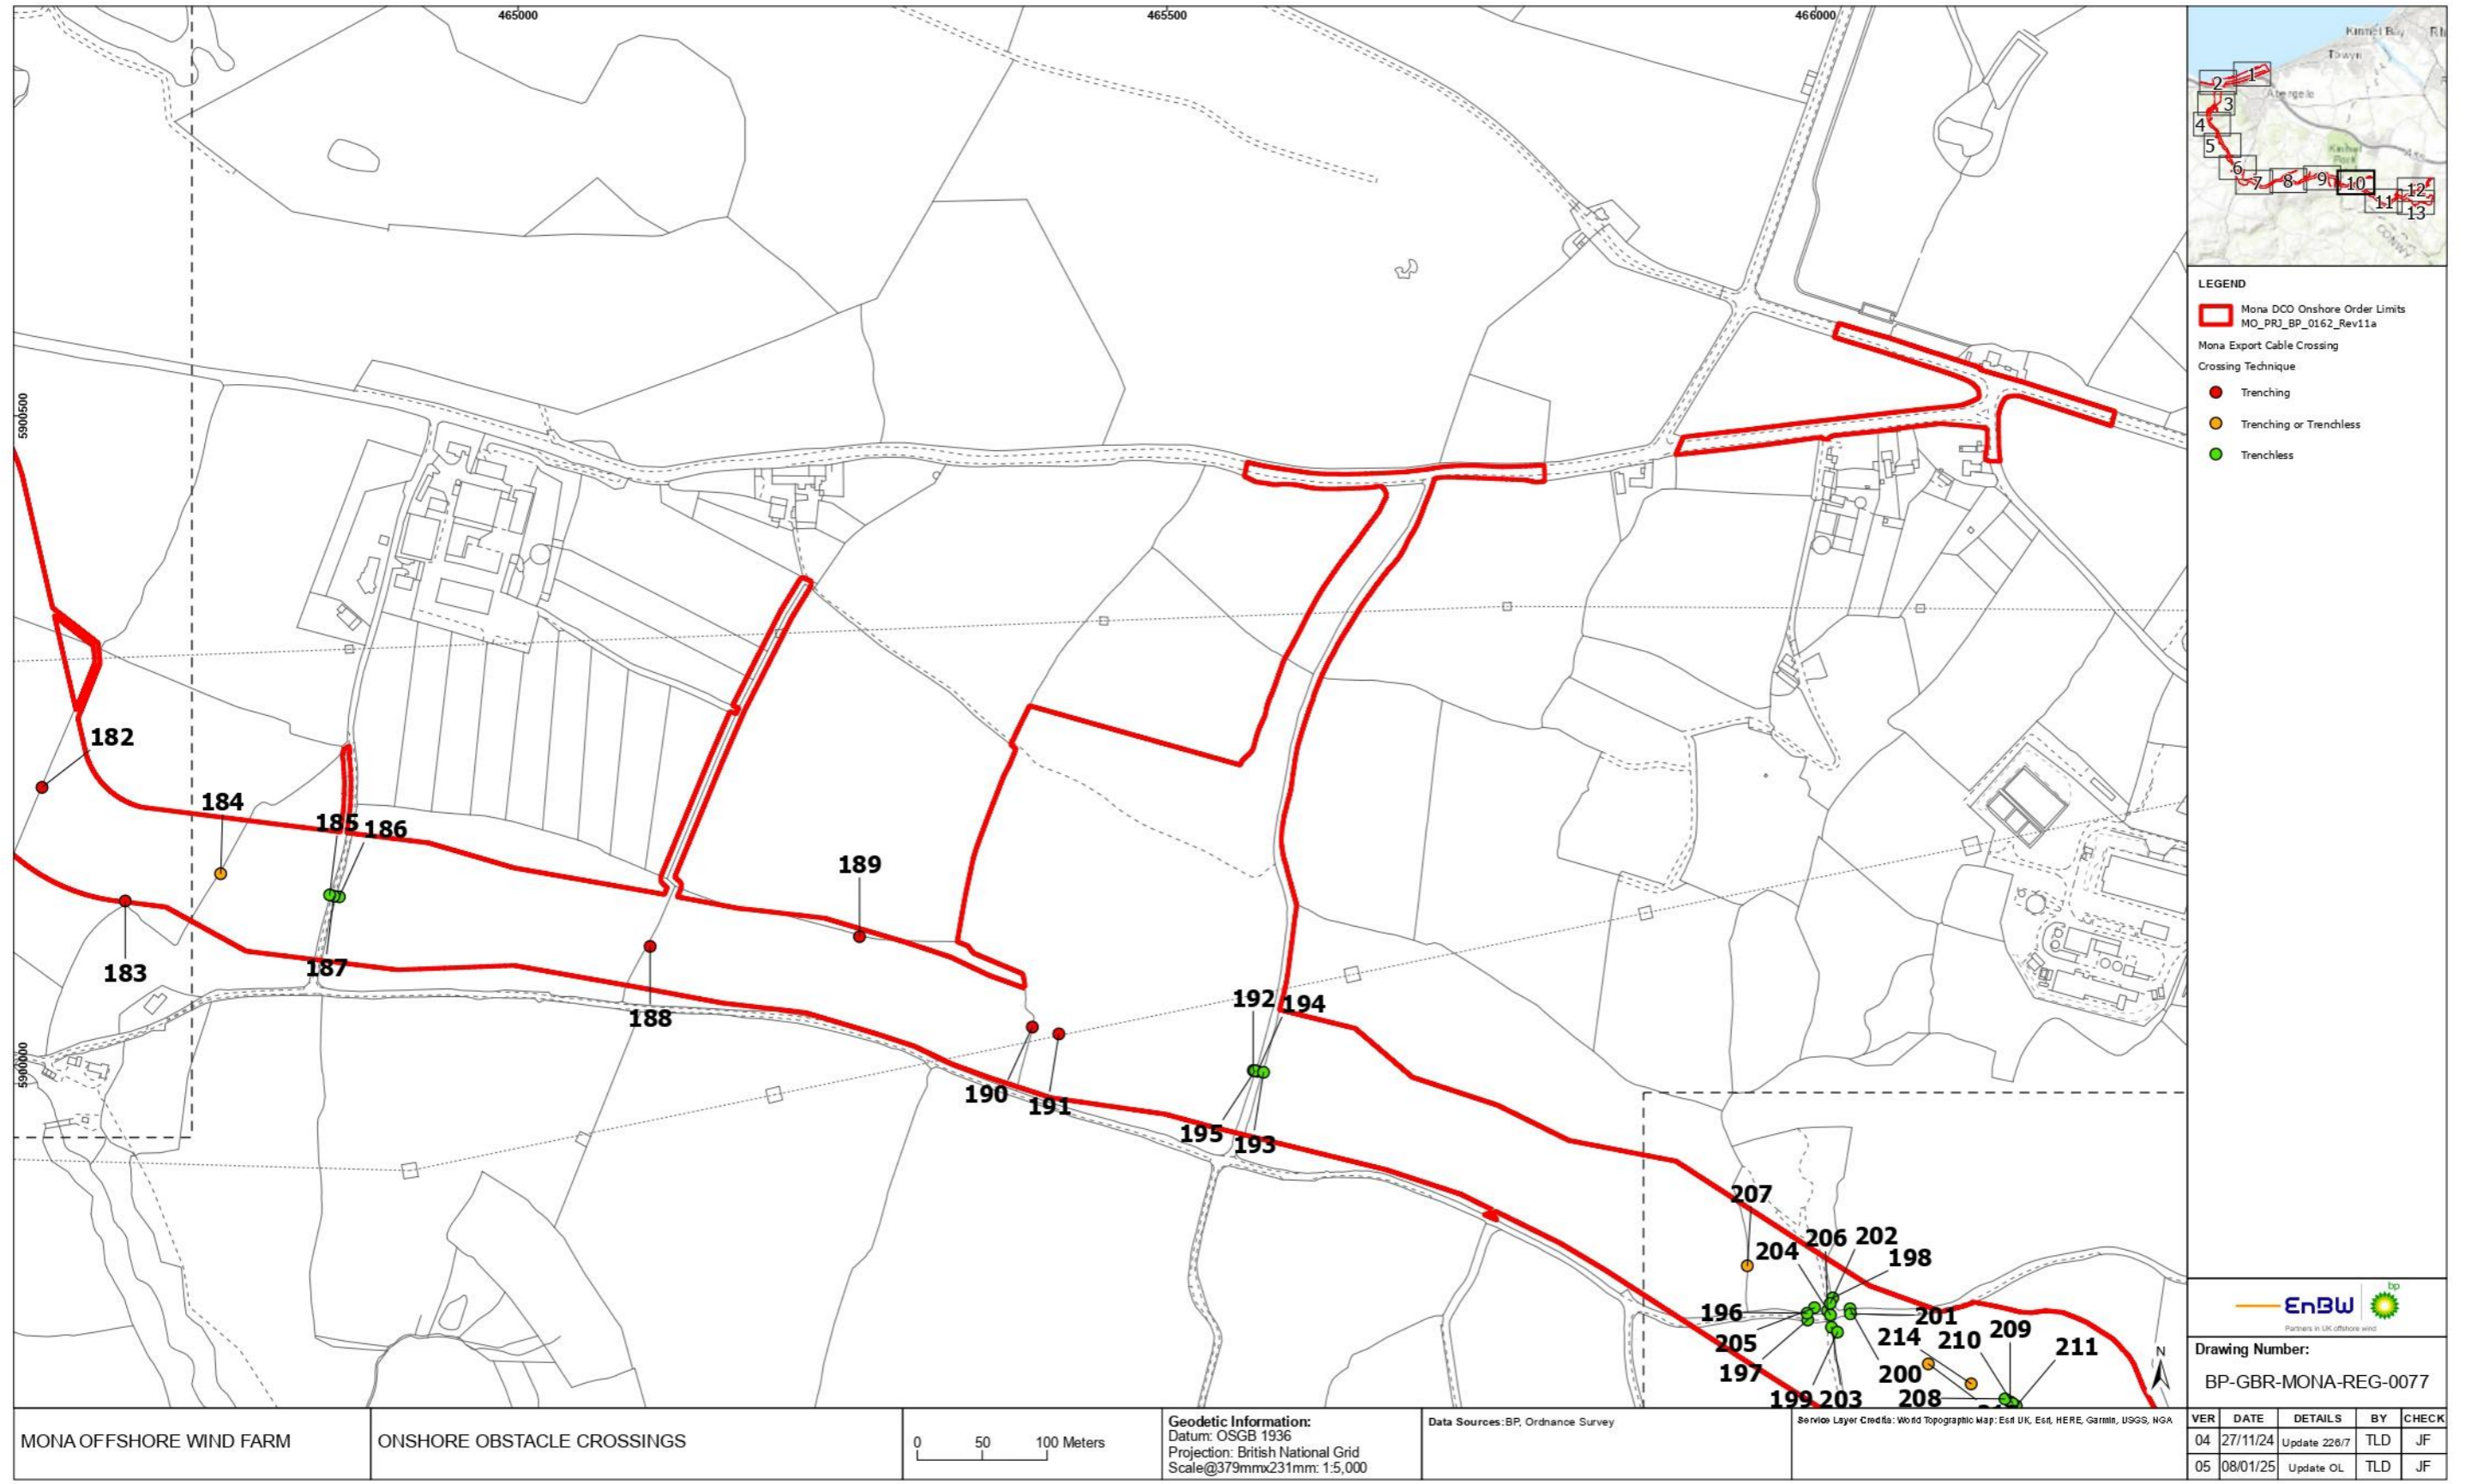 465000
465500
466000
590500
590000
182
184
185
186
183
187
188
189
190
191
192
194
195
193
207
206
202
204
198
196
201
205
214
210
209
211
197
200
199
203
208
Kinmel Bay
Towyn
Abergele
Kinmel
Park
CONWY
1
2
3
4
5
6
7
8
9
10
11
12
13
LEGEND
Mona DCO Onshore Order Limits
MO_PRJ_BP_0162_Rev11a
Mona Export Cable Crossing
Crossing Technique
Trenching
Trenching or Trenchless
Trenchless
N
EnBW
bp
Partners in UK offshore wind
Drawing Number:
BP-GBR-MONA-REG-0077
MONA OFFSHORE WIND FARM
ONSHORE OBSTACLE CROSSINGS
0 50 100 Meters
Geodetic Information:
Datum: OSGB 1936
Projection: British National Grid
Scale@379mmx231mm: 1:5,000
Data Sources: BP, Ordnance Survey
Service Layer Credits: World Topographic Map: Esri UK, Esri, HERE, Garmin, USGS, NGA
VER DATE DETAILS BY CHECK
04 27/11/24 Update 226/7 TLD JF
05 08/01/25 Update OL TLD JF